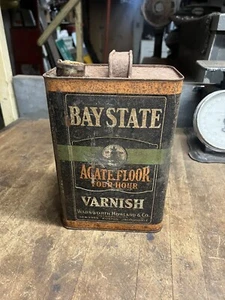 BAY STATE
AGATE FLOOR
FOUR HOUR
VARNISH
WADSWORTH HOWLAND & CO.